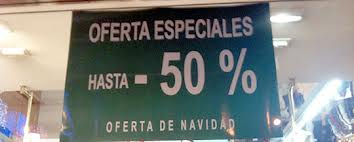 OFERTA ESPECIALES
HASTA - 50 %
OFERTA DE NAVIDAD